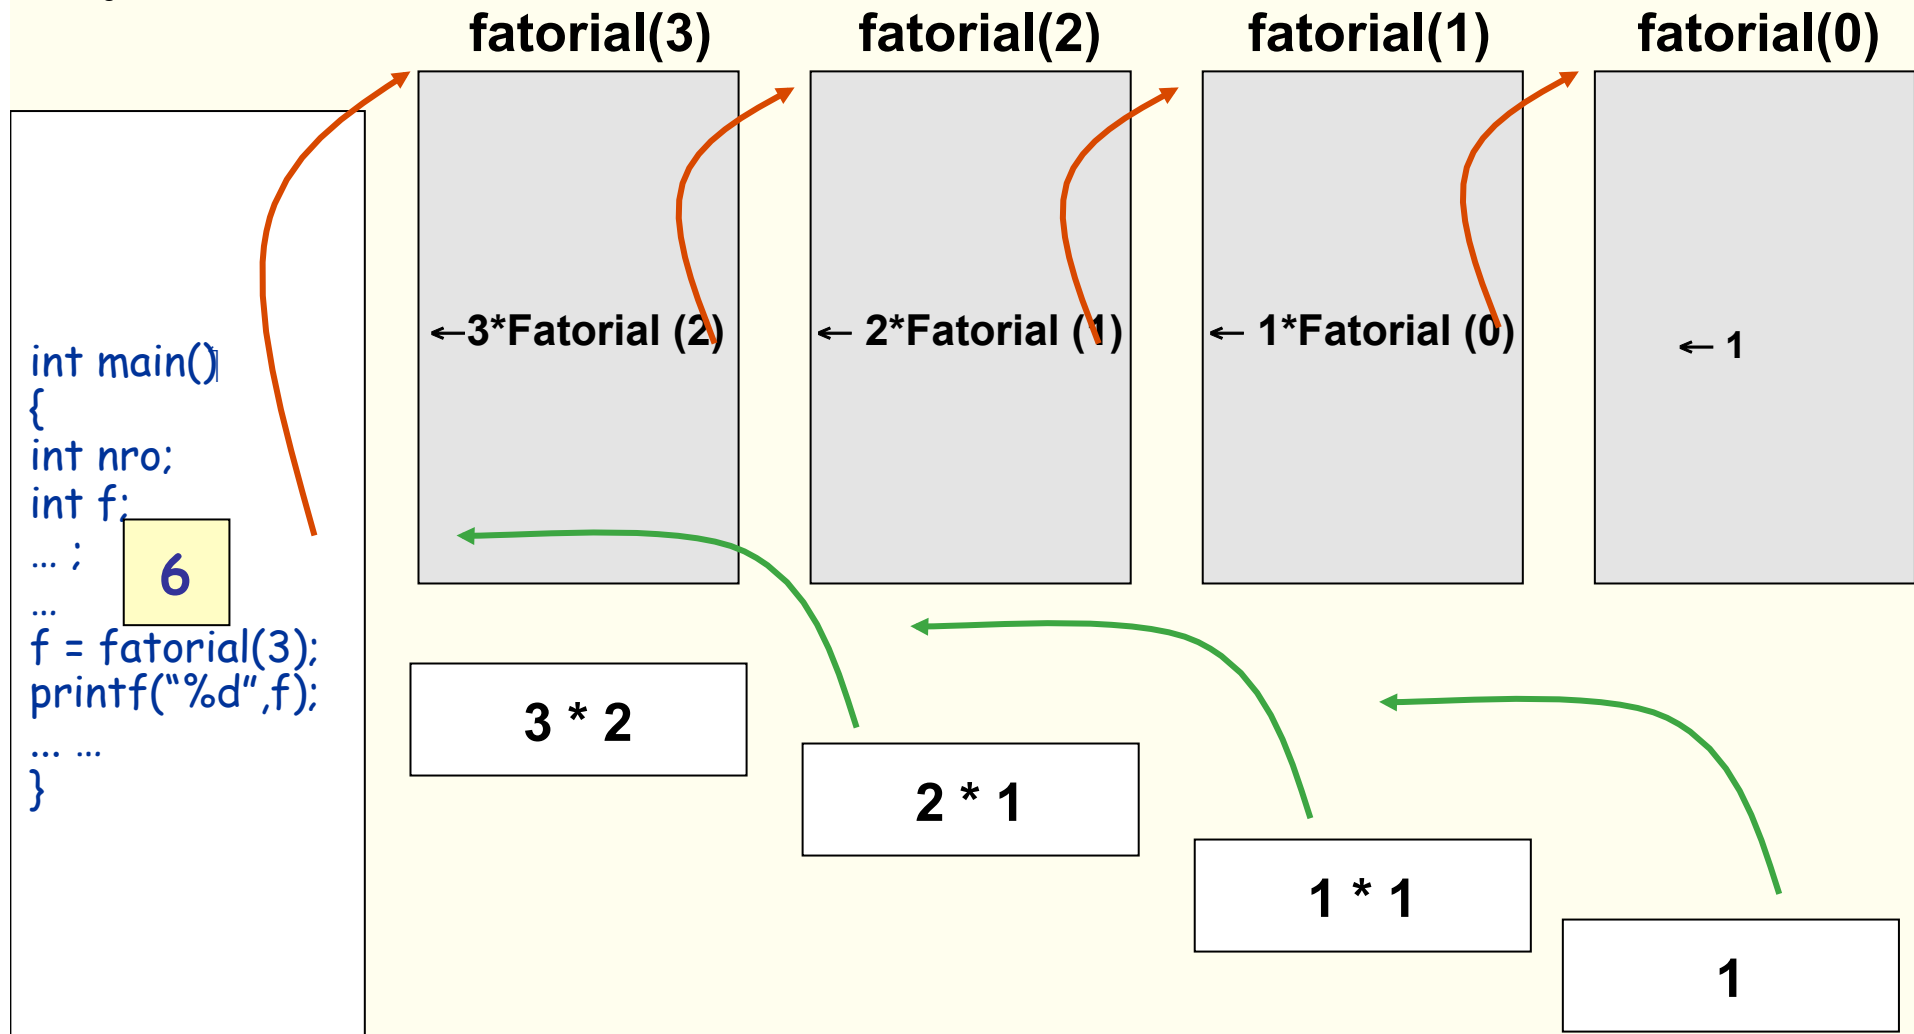 fatorial(3) fatorial(2) fatorial(1) fatorial(0)
←3*Fatorial (2)
← 2*Fatorial (1)
← 1*Fatorial (0)
← 1
int main()
{
int nro;
int f;
... ;
...
6
f = fatorial(3);
printf(“%d”,f);
... ...
}
3 * 2
2 * 1
1 * 1
1